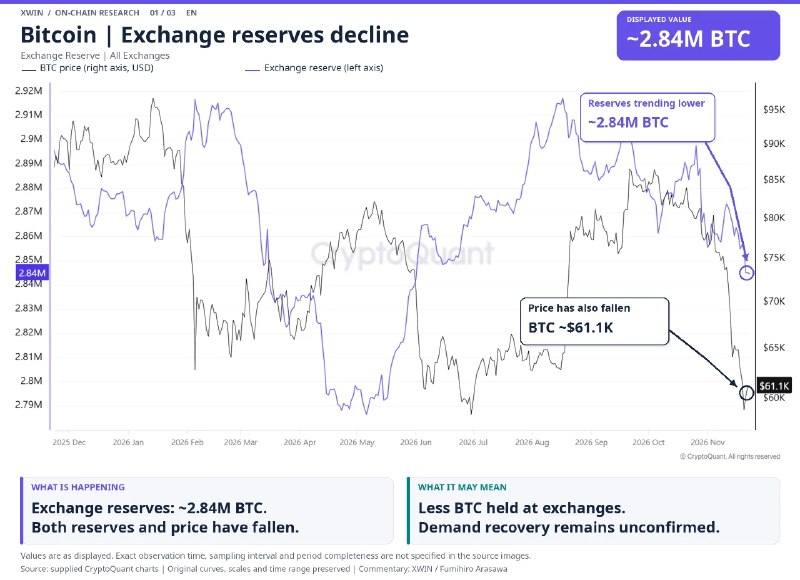 XWIN / ON-CHAIN RESEARCH 01 / 03 EN
Bitcoin | Exchange reserves decline
Exchange Reserve | All Exchanges
BTC price (right axis, USD) Exchange reserve (left axis)
DISPLAYED VALUE
~2.84M BTC
2.92M
2.91M
2.9M
2.89M
2.88M
2.87M
2.86M
2.85M
2.84M
2.84M
2.83M
2.82M
2.81M
2.8M
2.79M
Reserves trending lower
~2.84M BTC
CryptoQuant
Price has also fallen
BTC ~$61.1K
$95K
$90K
$85K
$80K
$75K
$70K
$65K
$61.1K
$60K
2025 Dec 2026 Jan 2026 Feb 2026 Mar 2026 Apr 2026 May 2026 Jun 2026 Jul 2026 Aug 2026 Sep 2026 Oct 2026 Nov
© CryptoQuant. All rights reserved
WHAT IS HAPPENING
Exchange reserves: ~2.84M BTC.
Both reserves and price have fallen.
WHAT IT MAY MEAN
Less BTC held at exchanges.
Demand recovery remains unconfirmed.
Values are as displayed. Exact observation time, sampling interval and period completeness are not specified in the source images.
Source: supplied CryptoQuant charts | Original curves, scales and time range preserved | Commentary: XWIN / Fumihiro Arasawa